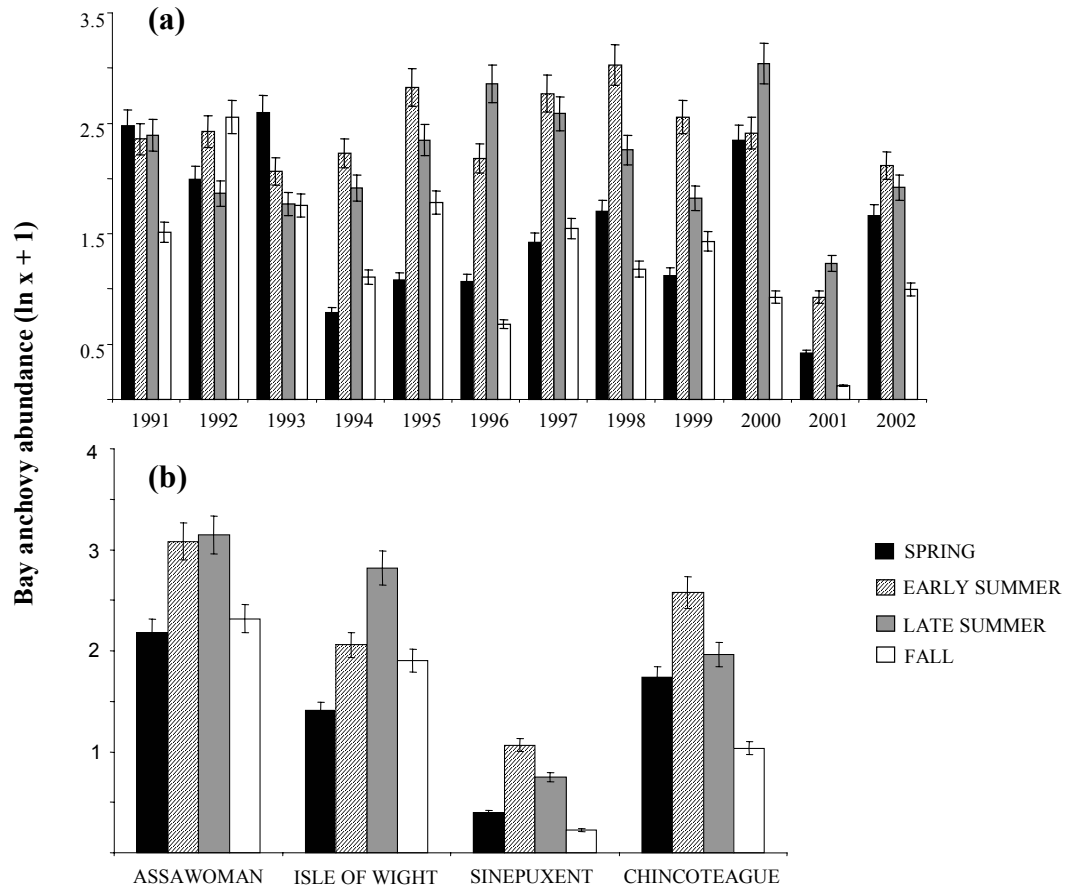 Bay anchovy abundance (ln x + 1)
(a)
3.5
2.5
1.5
0.5
1991 1992 1993 1994 1995 1996 1997 1998 1999 2000 2001 2002
(b)
4
3
2
1
ASSAWOMAN ISLE OF WIGHT SINEPUXENT CHINCOTEAGUE
SPRING
EARLY SUMMER
LATE SUMMER
FALL